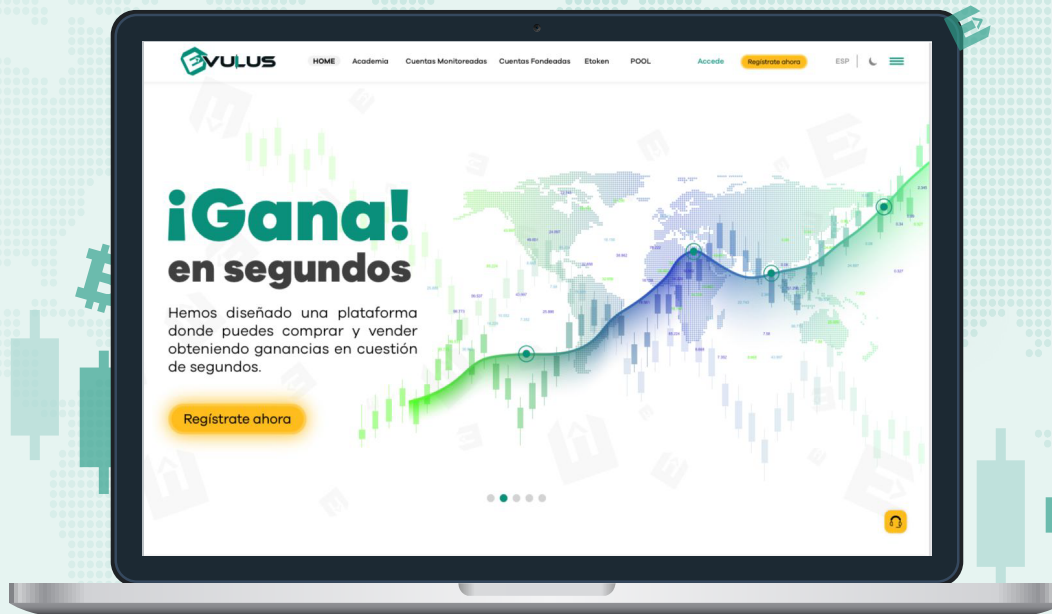 EVULUS
HOME Academia Cuentas Monitoreadas Cuentas Fondeadas Etoken POOL Accede Regístrate ahora ESP
¡Gana!
en segundos
Hemos diseñado una plataforma
donde puedes comprar y vender
obteniendo ganancias en cuestión
de segundos.
Regístrate ahora